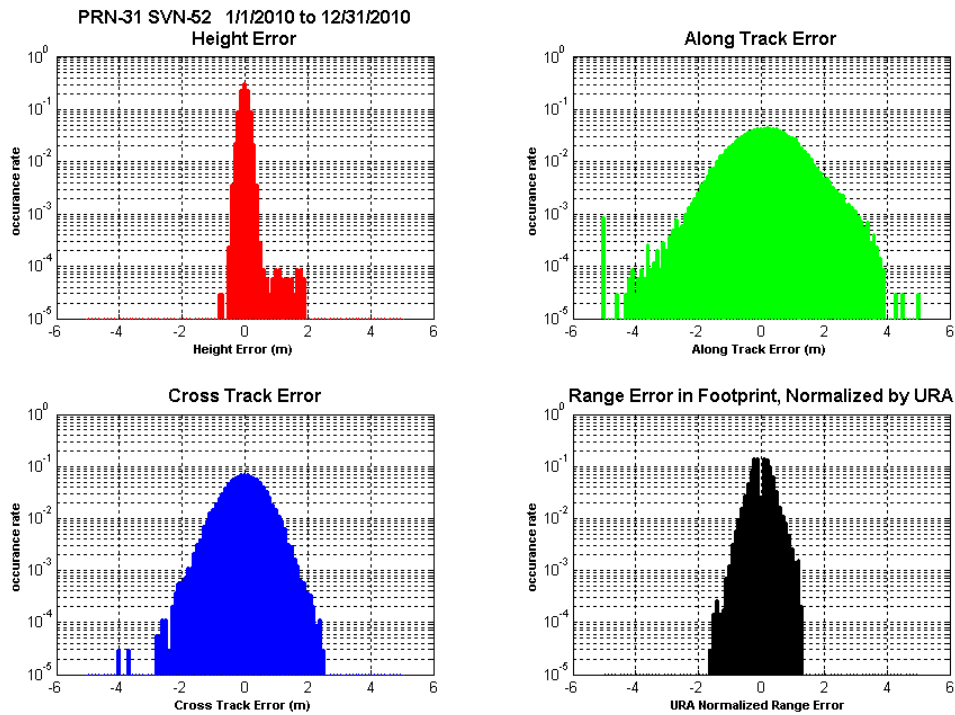 PRN-31 SVN-52 1/1/2010 to 12/31/2010
Height Error
10^0
10^-1
10^-2
10^-3
10^-4
10^-5
occurance rate
-6 -4 -2 0 2 4 6
Height Error (m)
Along Track Error
10^0
10^-1
10^-2
10^-3
10^-4
10^-5
occurance rate
-6 -4 -2 0 2 4 6
Along Track Error (m)
Cross Track Error
10^0
10^-1
10^-2
10^-3
10^-4
10^-5
occurance rate
-6 -4 -2 0 2 4 6
Cross Track Error (m)
Range Error in Footprint, Normalized by URA
10^0
10^-1
10^-2
10^-3
10^-4
10^-5
occurance rate
-6 -4 -2 0 2 4 6
URA Normalized Range Error